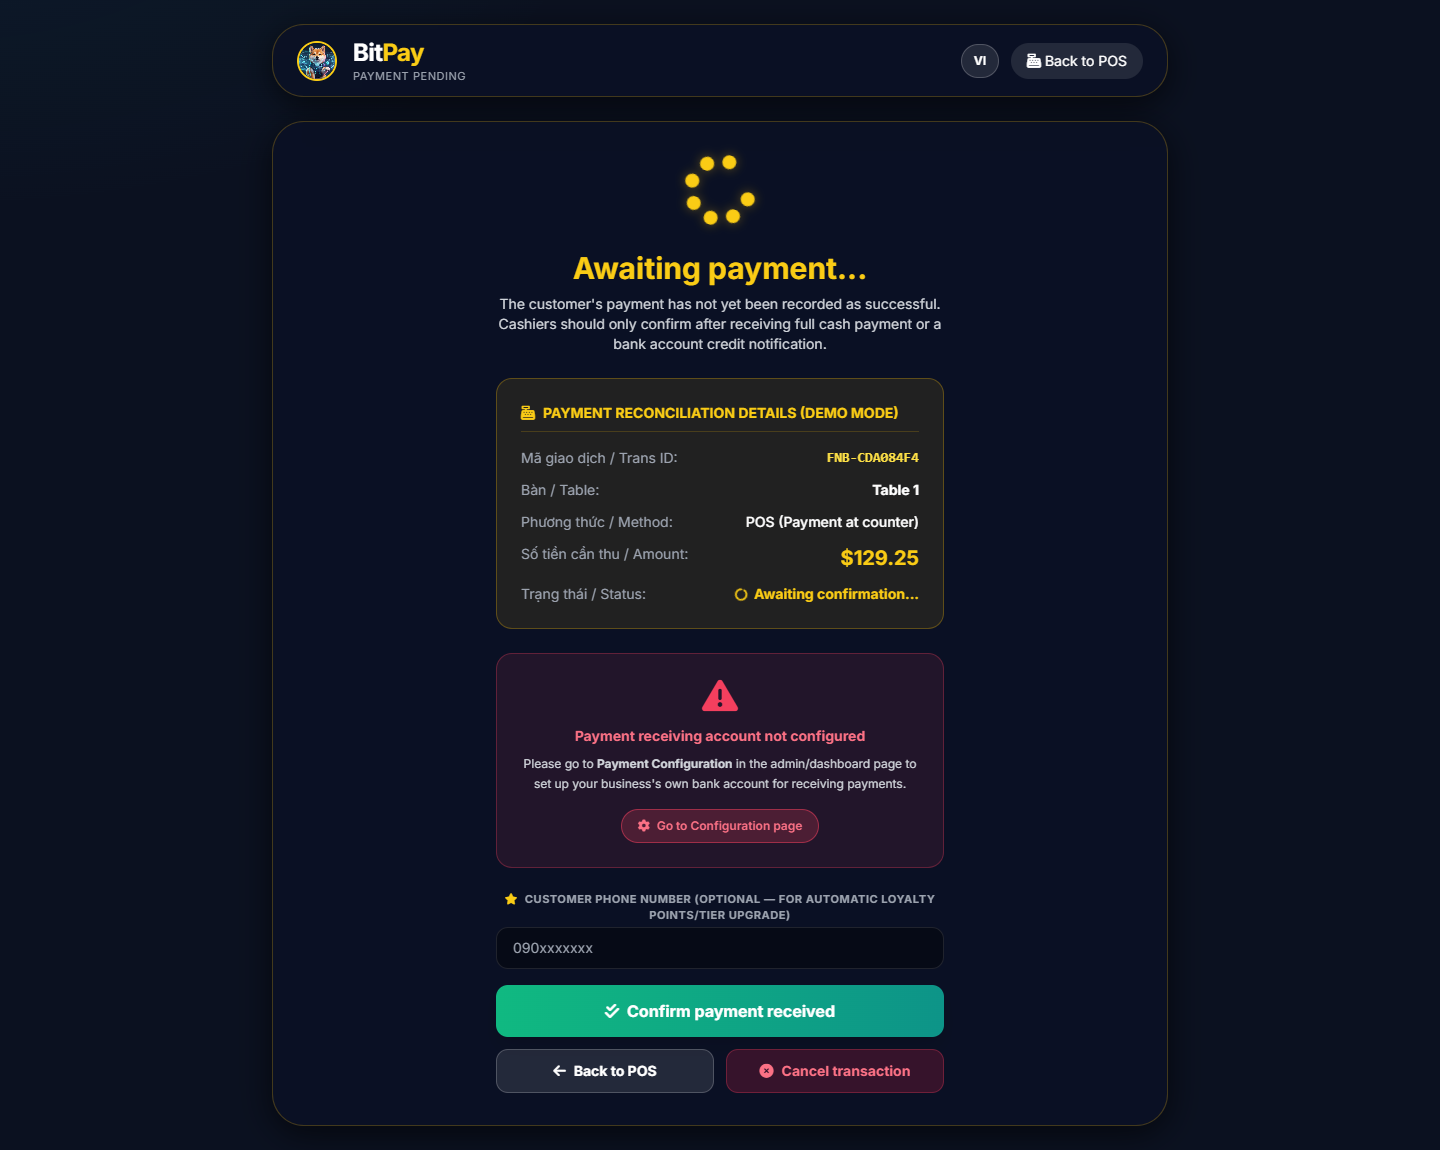 BitPay
PAYMENT PENDING
VI
Back to POS
Awaiting payment...
The customer's payment has not yet been recorded as successful.
Cashiers should only confirm after receiving full cash payment or a
bank account credit notification.
PAYMENT RECONCILIATION DETAILS (DEMO MODE)
Mã giao dịch / Trans ID: FNB-CDA084F4
Bàn / Table: Table 1
Phương thức / Method: POS (Payment at counter)
Số tiền cần thu / Amount: $129.25
Trạng thái / Status: Awaiting confirmation...
Payment receiving account not configured
Please go to Payment Configuration in the admin/dashboard page to
set up your business's own bank account for receiving payments.
Go to Configuration page
CUSTOMER PHONE NUMBER (OPTIONAL — FOR AUTOMATIC LOYALTY
POINTS/TIER UPGRADE)
090xxxxxxx
Confirm payment received
Back to POS
Cancel transaction